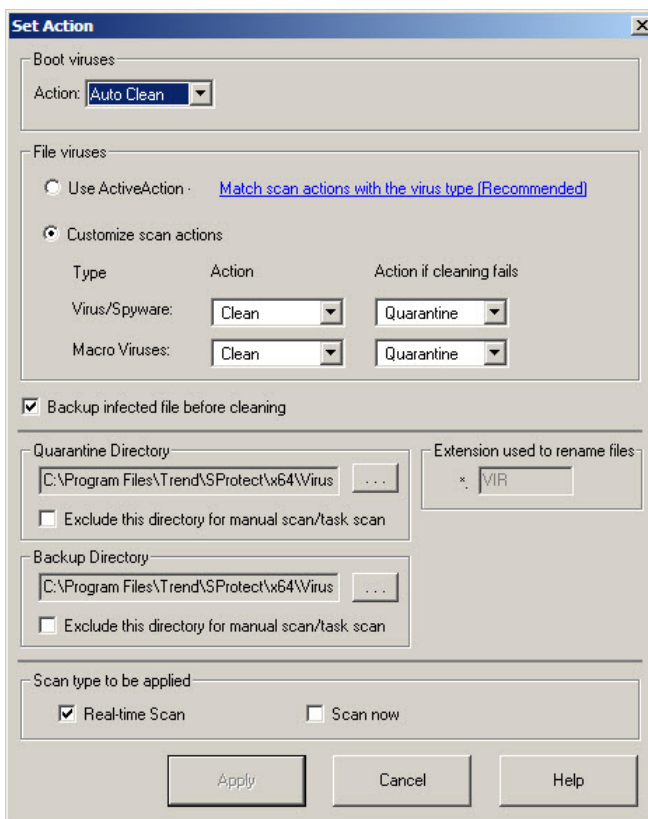 Set Action
Boot viruses
Action: Auto Clean
File viruses
Use ActiveAction · Match scan actions with the virus type (Recommended)
Customize scan actions
Type Action Action if cleaning fails
Virus/Spyware: Clean Quarantine
Macro Viruses: Clean Quarantine
Backup infected file before cleaning
Quarantine Directory
C:\Program Files\Trend\SProtect\x64\Virus ...
Exclude this directory for manual scan/task scan
Extension used to rename files
*. VIR
Backup Directory
C:\Program Files\Trend\SProtect\x64\Virus ...
Exclude this directory for manual scan/task scan
Scan type to be applied
Real-time Scan Scan now
Apply Cancel Help